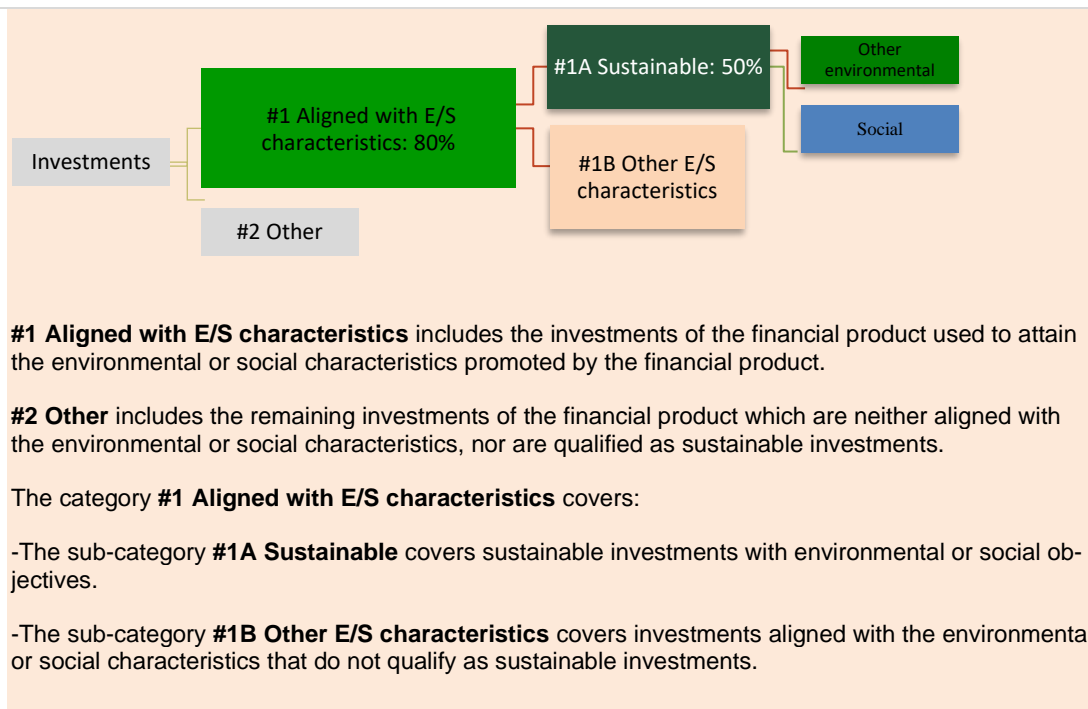 Investments
#1 Aligned with E/S
characteristics: 80%
#2 Other
#1A Sustainable: 50%
#1B Other E/S
characteristics
Other
environmental
Social
#1 Aligned with E/S characteristics includes the investments of the financial product used to attain
the environmental or social characteristics promoted by the financial product.
#2 Other includes the remaining investments of the financial product which are neither aligned with
the environmental or social characteristics, nor are qualified as sustainable investments.
The category #1 Aligned with E/S characteristics covers:
-The sub-category #1A Sustainable covers sustainable investments with environmental or social ob-
jectives.
-The sub-category #1B Other E/S characteristics covers investments aligned with the environmenta
or social characteristics that do not qualify as sustainable investments.